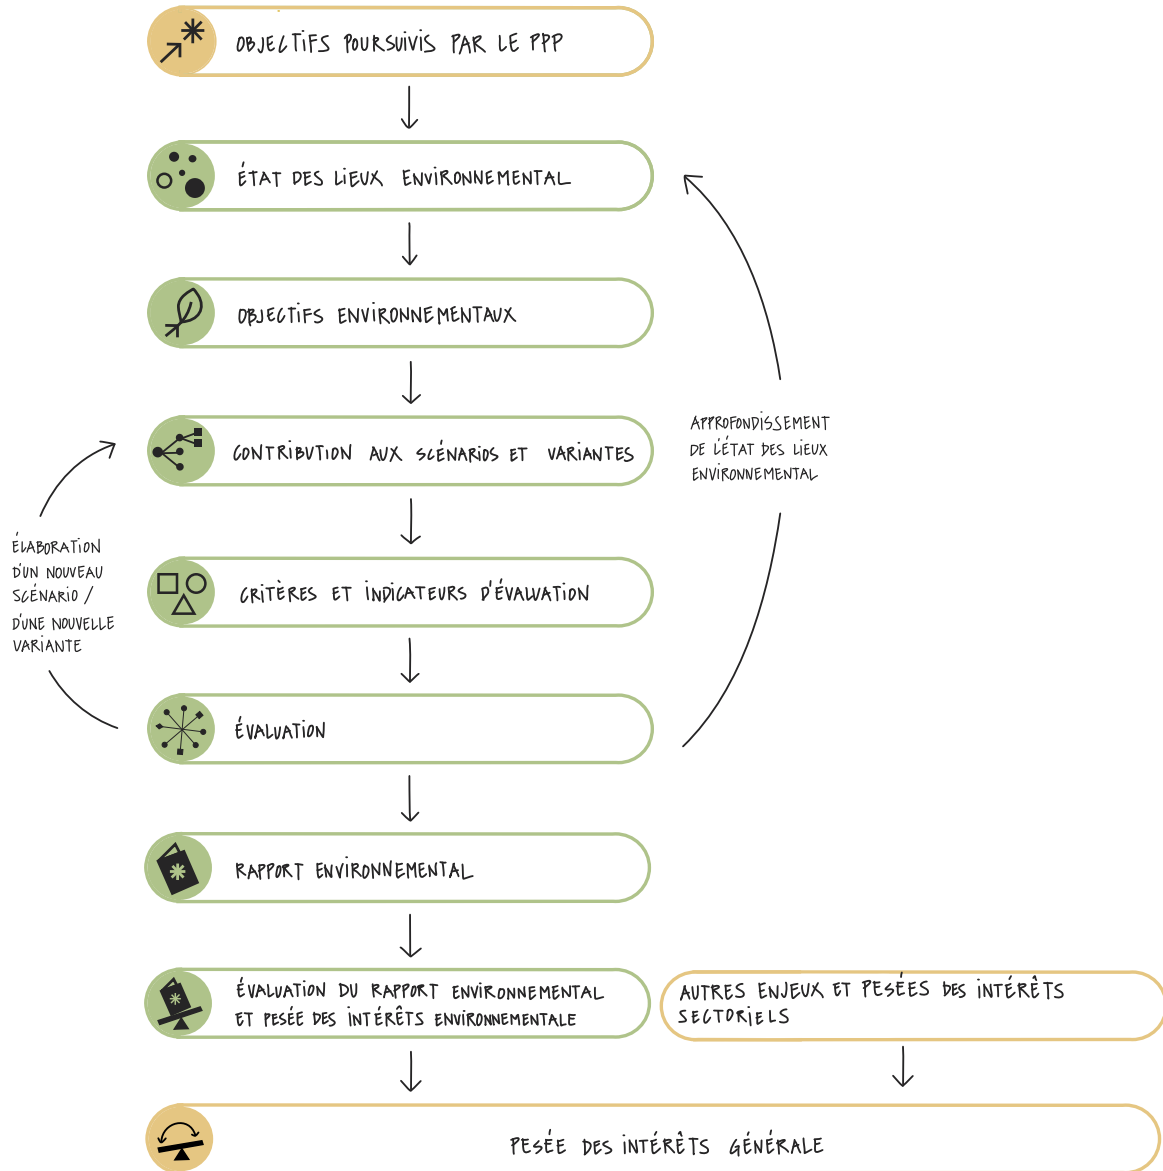 OBJECTIFS POURSUIVIS PAR LE PPP
ÉTAT DES LIEUX ENVIRONNEMENTAL
OBJECTIFS ENVIRONNEMENTAUX
CONTRIBUTION AUX SCÉNARIOS ET VARIANTES
APPROFONDISSEMENT
DE L'ÉTAT DES LIEUX
ENVIRONNEMENTAL
ÉLABORATION
D'UN NOUVEAU
SCÉNARIO /
D'UNE NOUVELLE
VARIANTE
CRITÈRES ET INDICATEURS D'ÉVALUATION
ÉVALUATION
RAPPORT ENVIRONNEMENTAL
ÉVALUATION DU RAPPORT ENVIRONNEMENTAL
ET PESÉE DES INTÉRÊTS ENVIRONNEMENTALE
AUTRES ENJEUX ET PESÉES DES INTÉRÊTS
SECTORIELS
PESÉE DES INTÉRÊTS GÉNÉRALE